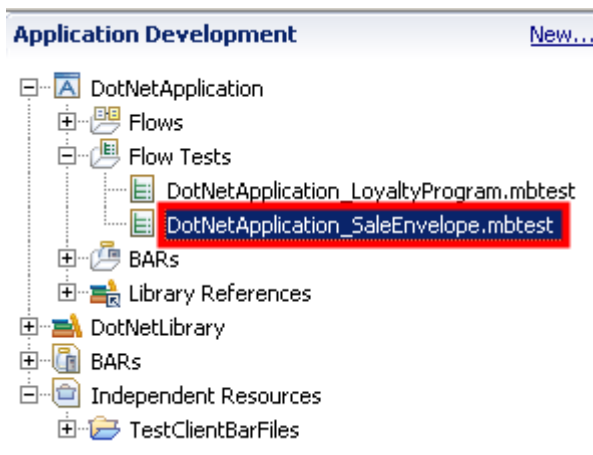 Application Development New...
DotNetApplication
Flows
Flow Tests
DotNetApplication_LoyaltyProgram.mbtest
DotNetApplication_SaleEnvelope.mbtest
BARs
Library References
DotNetLibrary
BARs
Independent Resources
TestClientBarFiles